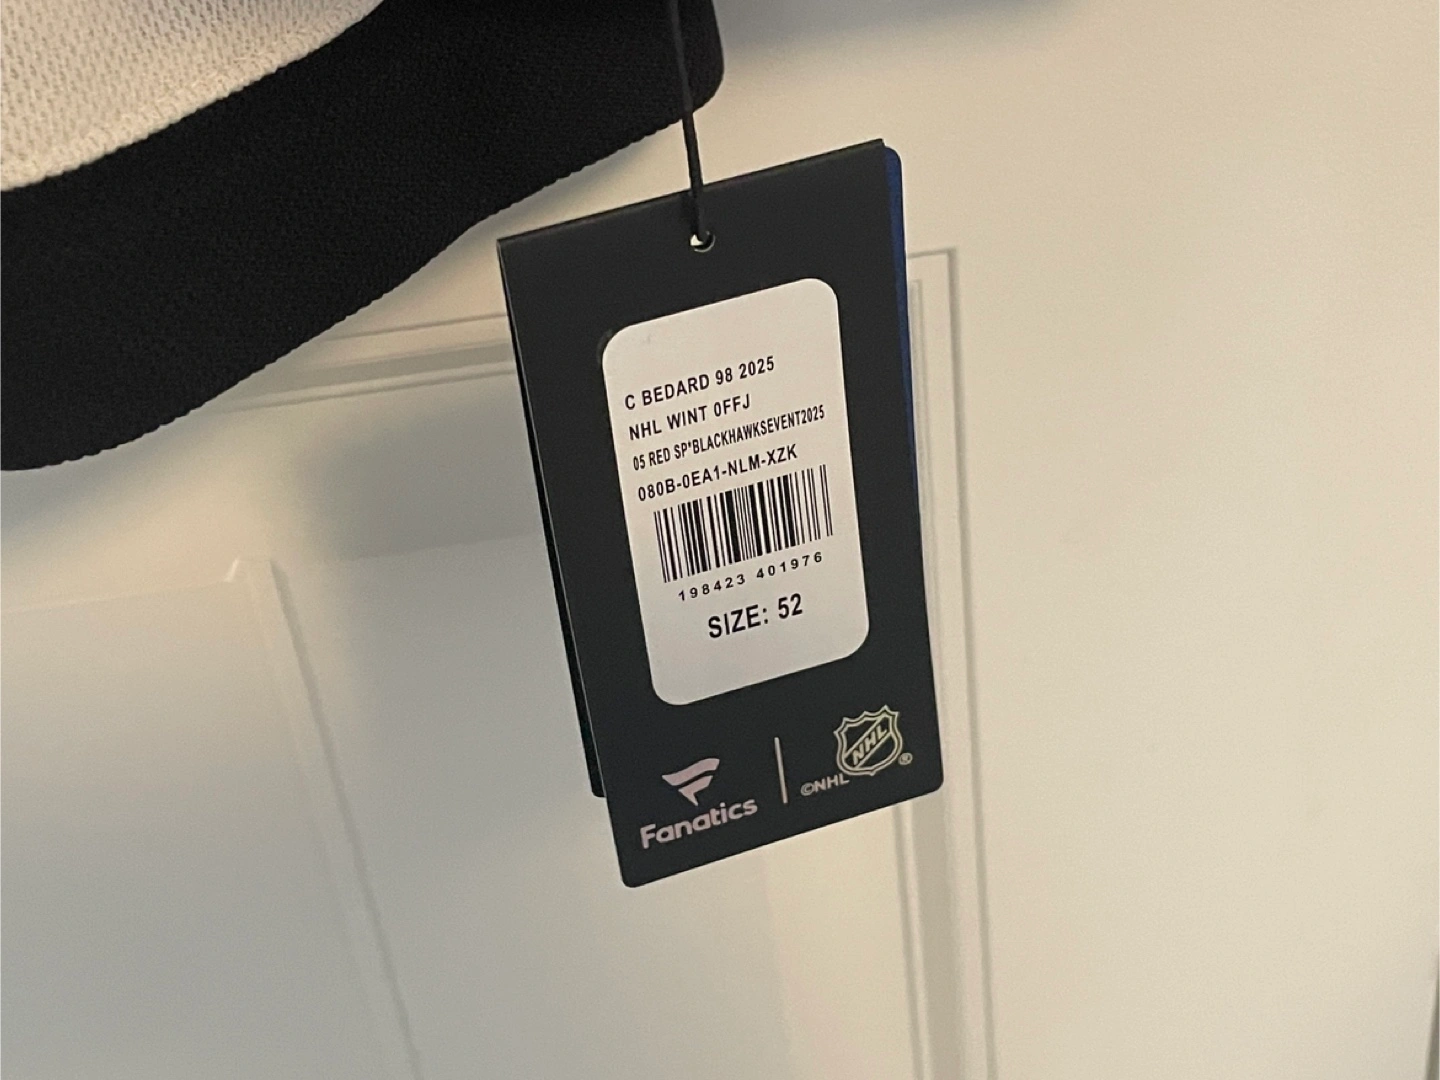 C BEDARD 98 2025
NHL WINT 0FFJ
05 RED SP*BLACKHAWKSEVENT2025
080B-0EA1-NLM-XZK
198423 401976
SIZE: 52
Fanatics
©NHL
NHL
®